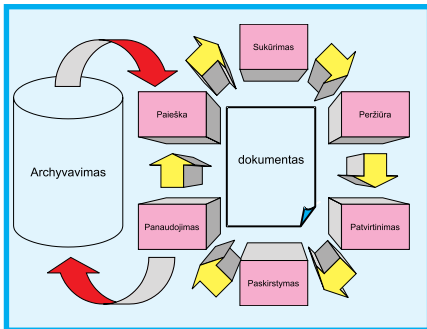 Sukūrimas
Paieška
Peržiūra
Archyvavimas
dokumentas
Panaudojimas
Patvirtinimas
Paskirstymas